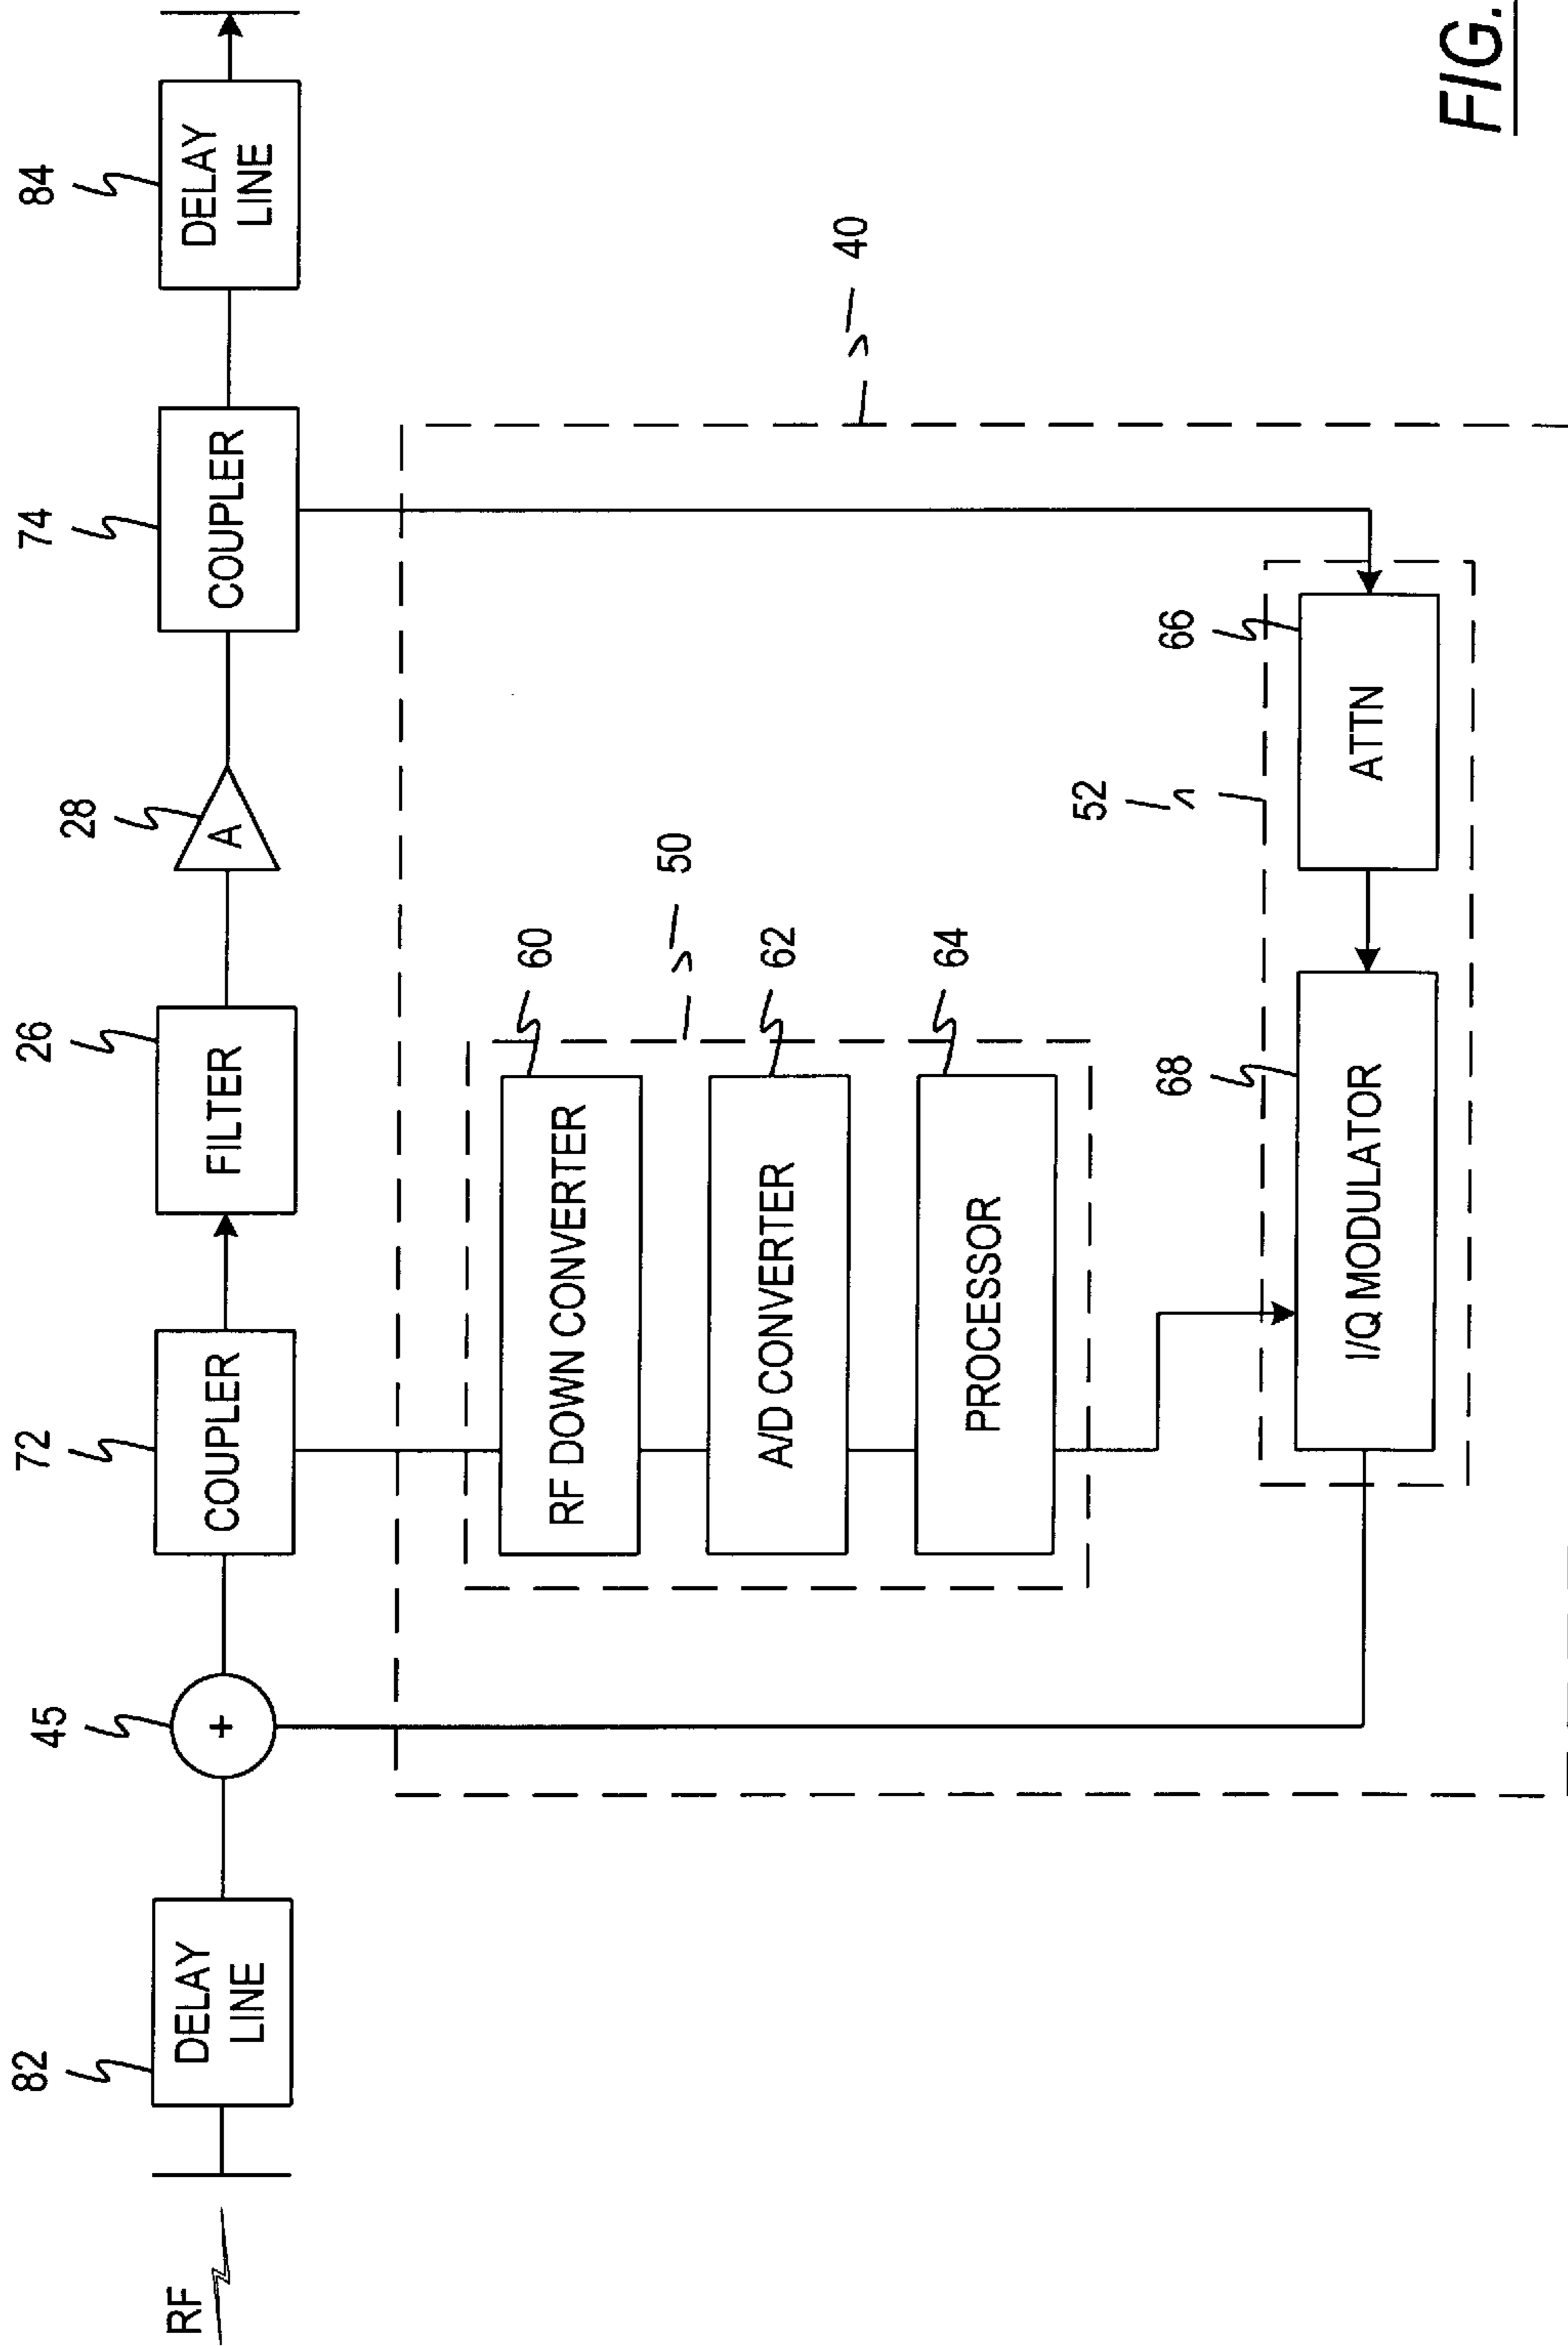 RF
82
DELAY
LINE
45
+
72
COUPLER
26
FILTER
28
A
74
COUPLER
84
DELAY
LINE
40
50
60
RF DOWN CONVERTER
62
A/D CONVERTER
64
PROCESSOR
52
68
I/Q MODULATOR
66
ATTN
FIG.